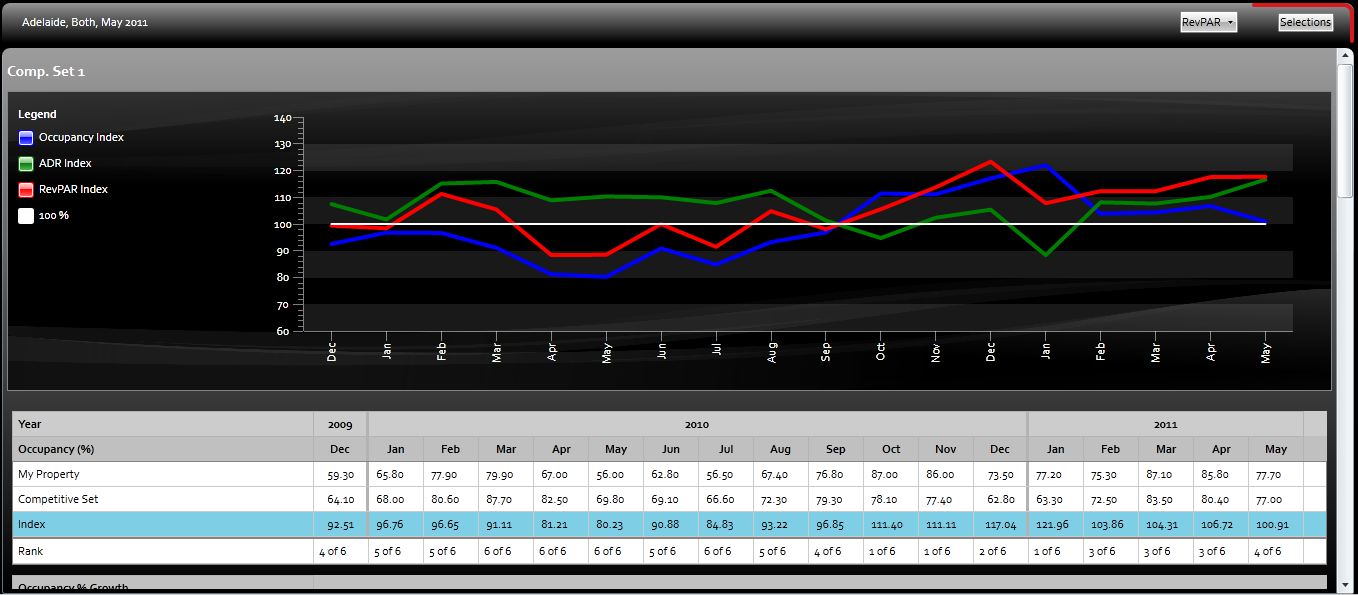 Adelaide, Both, May 2011 RevPAR Selections
Comp. Set 1
Legend
Occupancy Index
ADR Index
RevPAR Index
100 %
140
130
120
110
100
90
80
70
60
Dec Jan Feb Mar Apr May Jun Jul Aug Sep Oct Nov Dec Jan Feb Mar Apr May
Year 2009 2010 2011
Occupancy (%) Dec Jan Feb Mar Apr May Jun Jul Aug Sep Oct Nov Dec Jan Feb Mar Apr May
My Property 59.30 65.80 77.90 79.90 67.00 56.00 62.80 56.50 67.40 76.80 87.00 86.00 73.50 77.20 75.30 87.10 85.80 77.70
Competitive Set 64.10 68.00 80.60 87.70 82.50 69.80 69.10 66.60 72.30 79.30 78.10 77.40 62.80 63.30 72.50 83.50 80.40 77.00
Index 92.51 96.76 96.65 91.11 81.21 80.23 90.88 84.83 93.22 96.85 111.40 111.11 117.04 121.96 103.86 104.31 106.72 100.91
Rank 4 of 6 5 of 6 5 of 6 6 of 6 6 of 6 6 of 6 5 of 6 6 of 6 5 of 6 4 of 6 1 of 6 1 of 6 2 of 6 1 of 6 3 of 6 3 of 6 3 of 6 4 of 6
Occupancy % Growth